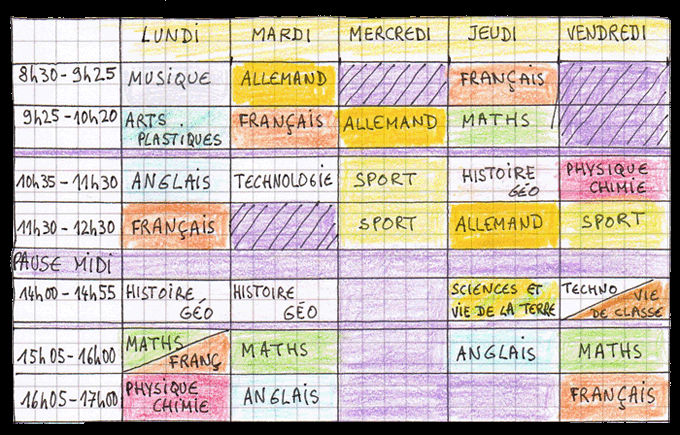 LUNDI MARDI MERCREDI JEUDI VENDREDI
8h30-9h25 MUSIQUE ALLEMAND FRANÇAIS
9h25-10h20 ARTS PLASTIQUES FRANÇAIS ALLEMAND MATHS
10h35-11h30 ANGLAIS TECHNOLOGIE SPORT HISTOIRE GÉO PHYSIQUE CHIMIE
11h30-12h30 FRANÇAIS SPORT ALLEMAND SPORT
PAUSE MIDI
14h00-14h55 HISTOIRE GÉO HISTOIRE GÉO SCIENCES ET VIE DE LA TERRE TECHNO VIE DE CLASSE
15h05-16h00 MATHS FRANÇ MATHS ANGLAIS MATHS
16h05-17h00 PHYSIQUE CHIMIE ANGLAIS FRANÇAIS